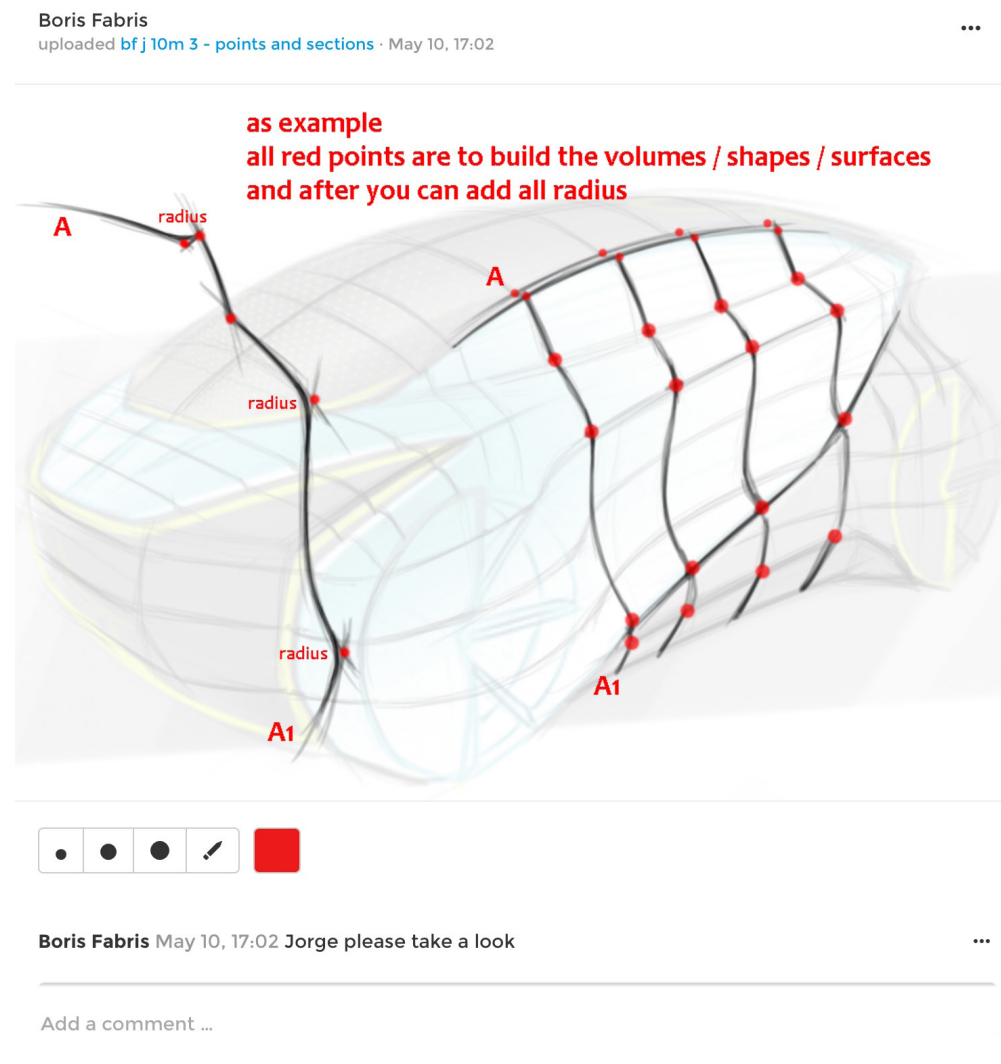 Boris Fabris
uploaded bf j 10m 3 - points and sections · May 10, 17:02
as example
all red points are to build the volumes / shapes / surfaces
and after you can add all radius
A
radius
A
radius
radius
A1
A1
Boris Fabris May 10, 17:02 Jorge please take a look
Add a comment ...